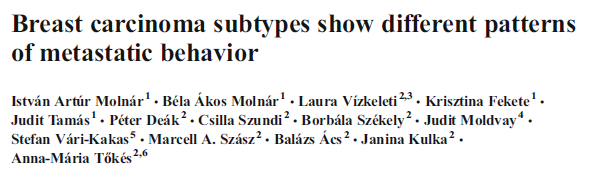 Breast carcinoma subtypes show different patterns
of metastatic behavior
István Artúr Molnár1 • Béla Ákos Molnár1 • Laura Vízkeleti2,3 • Krisztina Fekete1 •
Judit Tamás1 • Péter Deák2 • Csilla Szundi2 • Borbála Székely2 • Judit Moldvay4 •
Stefan Vári-Kakas5 • Marcell A. Szász2 • Balázs Ács2 • Janina Kulka2 •
Anna-Mária Tőkés2,6